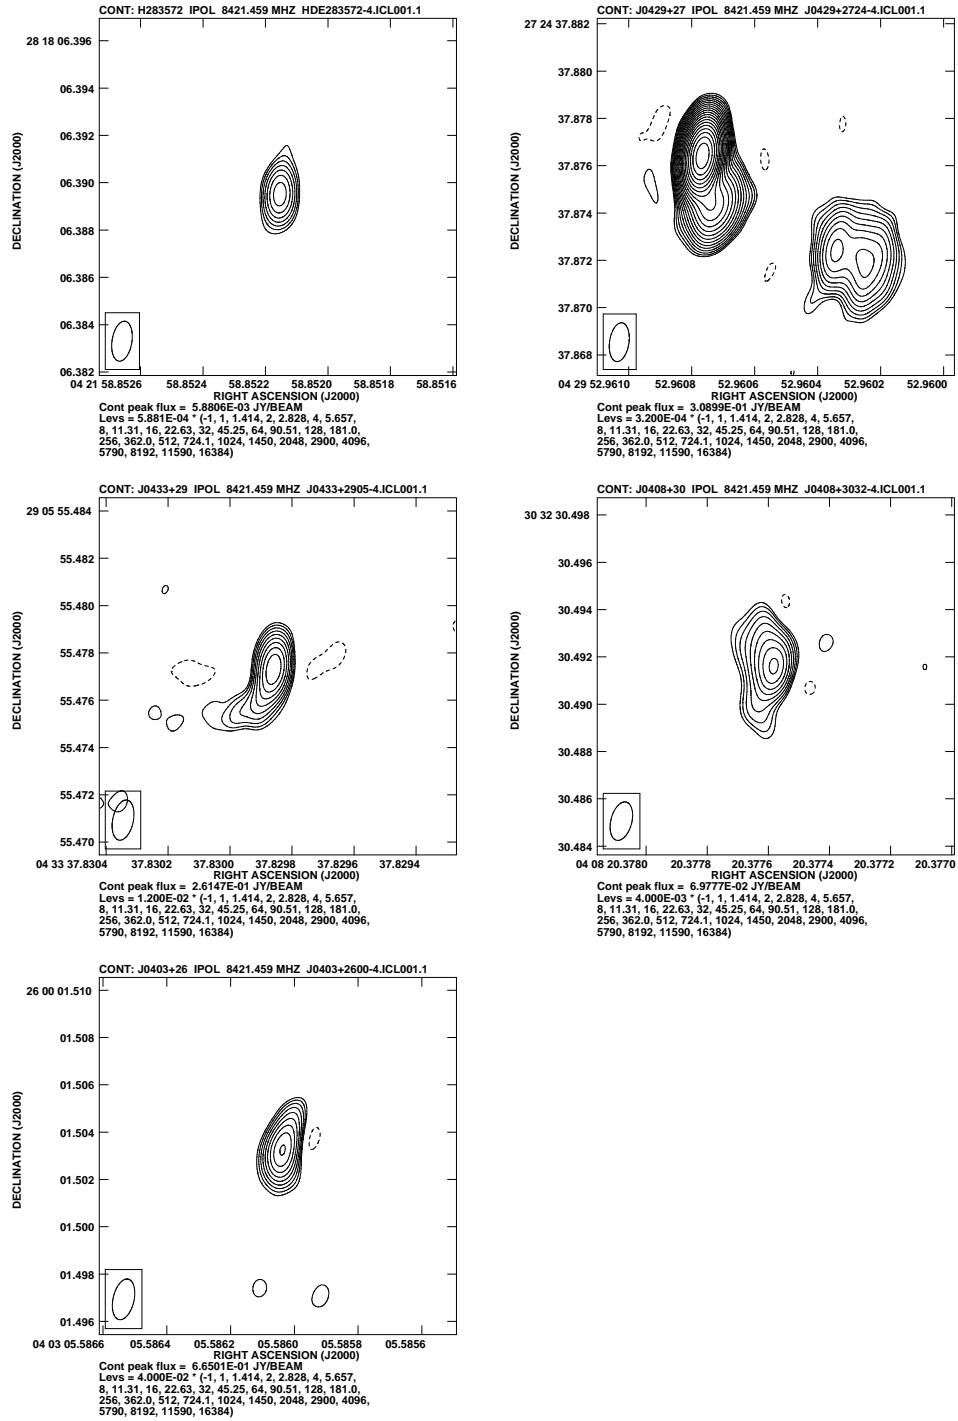 CONT: H283572 IPOL 8421.459 MHZ HDE283572-4.ICL001.1
28 18 06.396
06.394
06.392
06.390
06.388
06.386
06.384
06.382
DECLINATION (J2000)
04 21 58.8526 58.8524 58.8522 58.8520 58.8518 58.8516
RIGHT ASCENSION (J2000)
Cont peak flux = 5.8806E-03 JY/BEAM
Levs = 5.881E-04 * (-1, 1, 1.414, 2, 2.828, 4, 5.657,
8, 11.31, 16, 22.63, 32, 45.25, 64, 90.51, 128, 181.0,
256, 362.0, 512, 724.1, 1024, 1450, 2048, 2900, 4096,
5790, 8192, 11590, 16384)
CONT: J0429+27 IPOL 8421.459 MHZ J0429+2724-4.ICL001.1
27 24 37.882
37.880
37.878
37.876
37.874
37.872
37.870
37.868
DECLINATION (J2000)
04 29 52.9610 52.9608 52.9606 52.9604 52.9602 52.9600
RIGHT ASCENSION (J2000)
Cont peak flux = 3.0899E-01 JY/BEAM
Levs = 3.200E-04 * (-1, 1, 1.414, 2, 2.828, 4, 5.657,
8, 11.31, 16, 22.63, 32, 45.25, 64, 90.51, 128, 181.0,
256, 362.0, 512, 724.1, 1024, 1450, 2048, 2900, 4096,
5790, 8192, 11590, 16384)
CONT: J0433+29 IPOL 8421.459 MHZ J0433+2905-4.ICL001.1
29 05 55.484
55.482
55.480
55.478
55.476
55.474
55.472
55.470
DECLINATION (J2000)
04 33 37.8304 37.8302 37.8300 37.8298 37.8296 37.8294
RIGHT ASCENSION (J2000)
Cont peak flux = 2.6147E-01 JY/BEAM
Levs = 1.200E-02 * (-1, 1, 1.414, 2, 2.828, 4, 5.657,
8, 11.31, 16, 22.63, 32, 45.25, 64, 90.51, 128, 181.0,
256, 362.0, 512, 724.1, 1024, 1450, 2048, 2900, 4096,
5790, 8192, 11590, 16384)
CONT: J0408+30 IPOL 8421.459 MHZ J0408+3032-4.ICL001.1
30 32 30.498
30.496
30.494
30.492
30.490
30.488
30.486
30.484
DECLINATION (J2000)
04 08 20.3780 20.3778 20.3776 20.3774 20.3772 20.3770
RIGHT ASCENSION (J2000)
Cont peak flux = 6.9777E-02 JY/BEAM
Levs = 4.000E-03 * (-1, 1, 1.414, 2, 2.828, 4, 5.657,
8, 11.31, 16, 22.63, 32, 45.25, 64, 90.51, 128, 181.0,
256, 362.0, 512, 724.1, 1024, 1450, 2048, 2900, 4096,
5790, 8192, 11590, 16384)
CONT: J0403+26 IPOL 8421.459 MHZ J0403+2600-4.ICL001.1
26 00 01.510
01.508
01.506
01.504
01.502
01.500
01.498
01.496
DECLINATION (J2000)
04 03 05.5866 05.5864 05.5862 05.5860 05.5858 05.5856
RIGHT ASCENSION (J2000)
Cont peak flux = 6.6501E-01 JY/BEAM
Levs = 4.000E-02 * (-1, 1, 1.414, 2, 2.828, 4, 5.657,
8, 11.31, 16, 22.63, 32, 45.25, 64, 90.51, 128, 181.0,
256, 362.0, 512, 724.1, 1024, 1450, 2048, 2900, 4096,
5790, 8192, 11590, 16384)